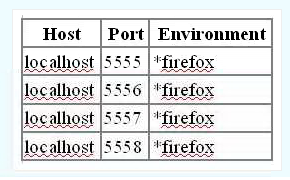 Host Port Environment
localhost 5555 *firefox
localhost 5556 *firefox
localhost 5557 *firefox
localhost 5558 *firefox